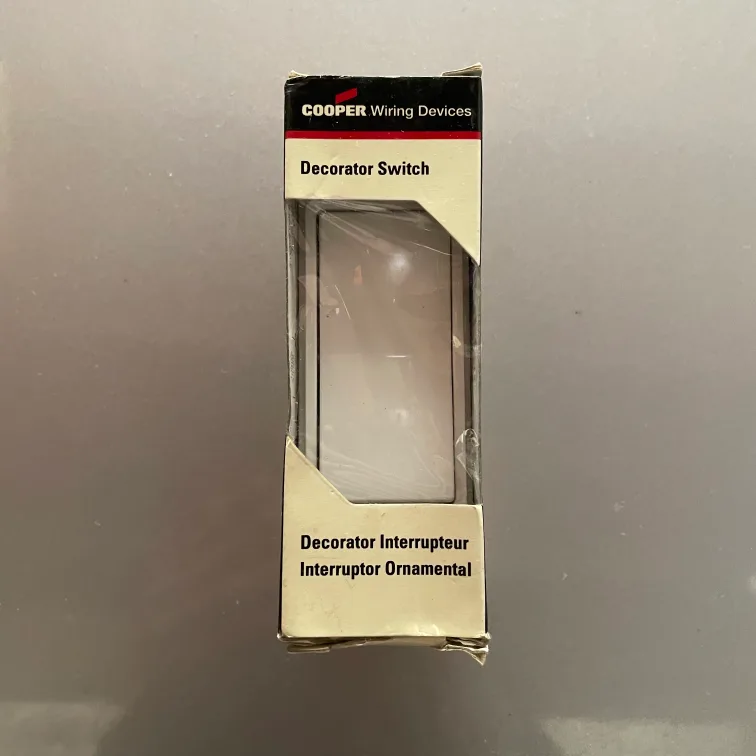 COOPER Wiring Devices
Decorator Switch
Decorator Interrupteur
Interruptor Ornamental